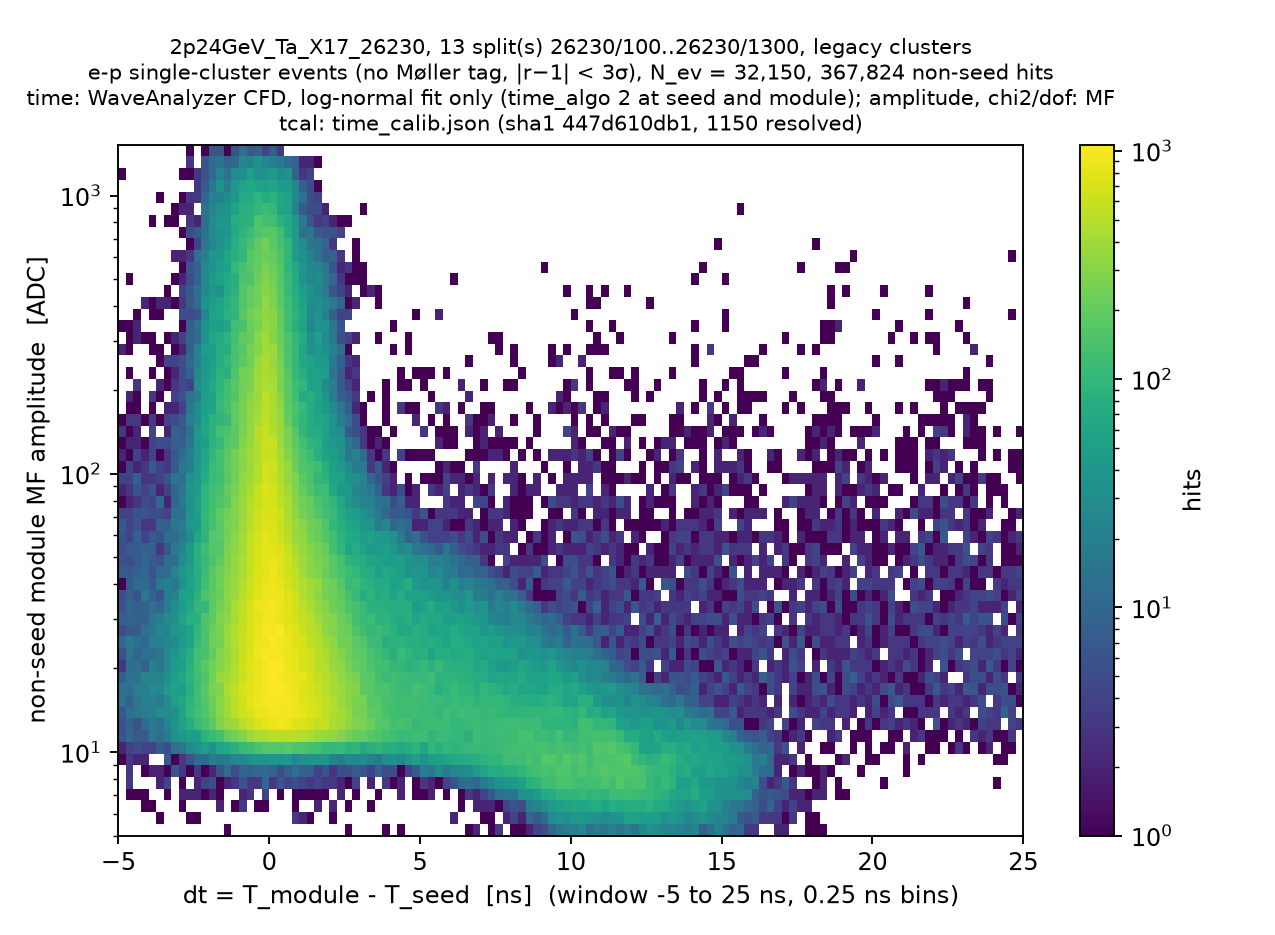 2p24GeV_Ta_X17_26230, 13 split(s) 26230/100..26230/1300, legacy clusters
e-p single-cluster events (no Møller tag, |r−1| < 3σ), N_ev = 32,150, 367,824 non-seed hits
time: WaveAnalyzer CFD, log-normal fit only (time_algo 2 at seed and module); amplitude, chi2/dof: MF
tcal: time_calib.json (sha1 447d610db1, 1150 resolved)
non-seed module MF amplitude [ADC]
10³
10²
10¹
−5 0 5 10 15 20 25
dt = T_module - T_seed [ns] (window -5 to 25 ns, 0.25 ns bins)
10³
10²
10¹
10⁰
hits